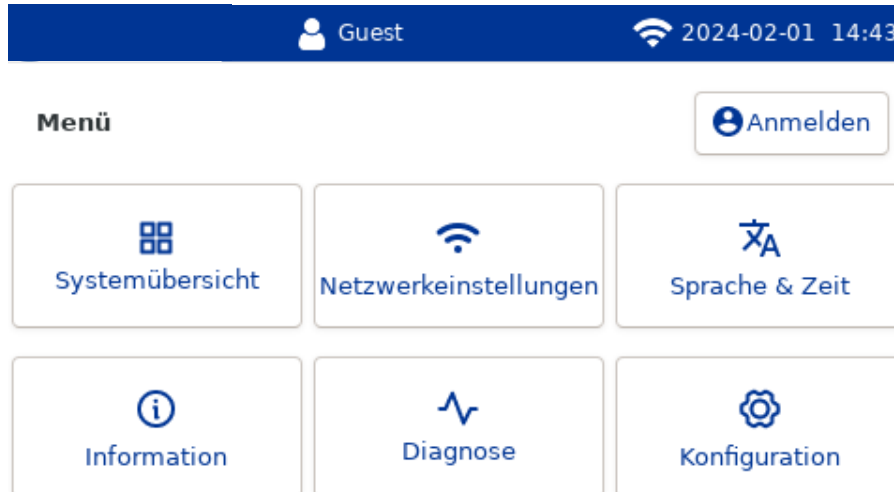 Guest 2024-02-01 14:43
Menü Anmelden
Systemübersicht Netzwerkeinstellungen Sprache & Zeit
Information Diagnose Konfiguration